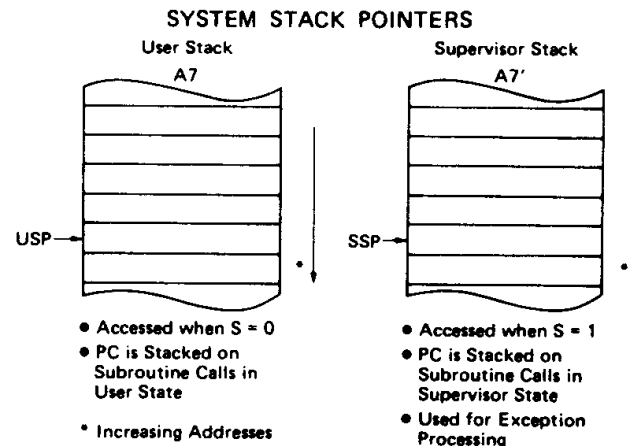 SYSTEM STACK POINTERS
User Stack
A7
USP
*
• Accessed when S = 0
• PC is Stacked on
Subroutine Calls in
User State
* Increasing Addresses
Supervisor Stack
A7'
SSP
*
• Accessed when S = 1
• PC is Stacked on
Subroutine Calls in
Supervisor State
• Used for Exception
Processing